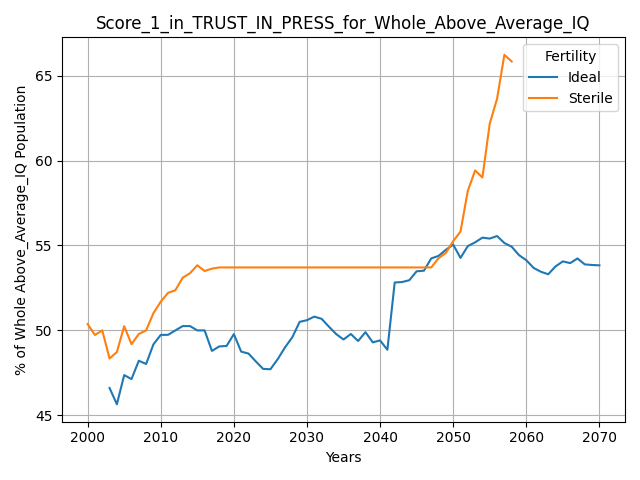 Score_1_in_TRUST_IN_PRESS_for_Whole_Above_Average_IQ
% of Whole Above_Average_IQ Population
65
60
55
50
45
Fertility
Ideal
Sterile
2000 2010 2020 2030 2040 2050 2060 2070
Years